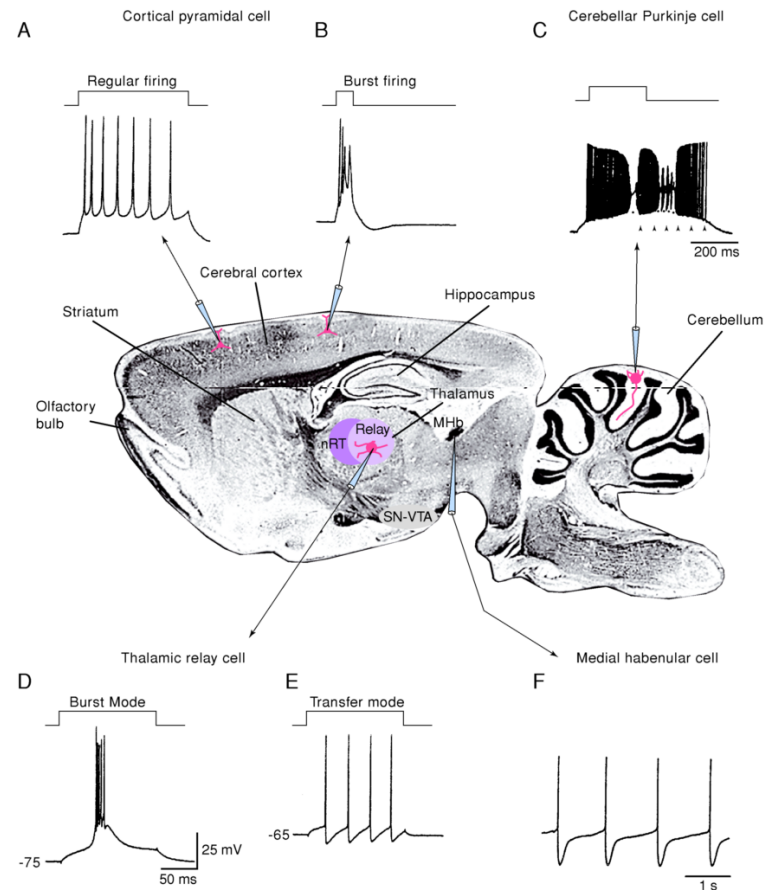 Cortical pyramidal cell
Cerebellar Purkinje cell
A
B
C
Regular firing
Burst firing
200 ms
Cerebral cortex
Hippocampus
Striatum
Cerebellum
Thalamus
Olfactory
bulb
MHb
Relay
nRT
SN-VTA
Thalamic relay cell
Medial habenular cell
D
E
F
Burst Mode
Transfer mode
-65
25 mV
-75
50 ms
1 s